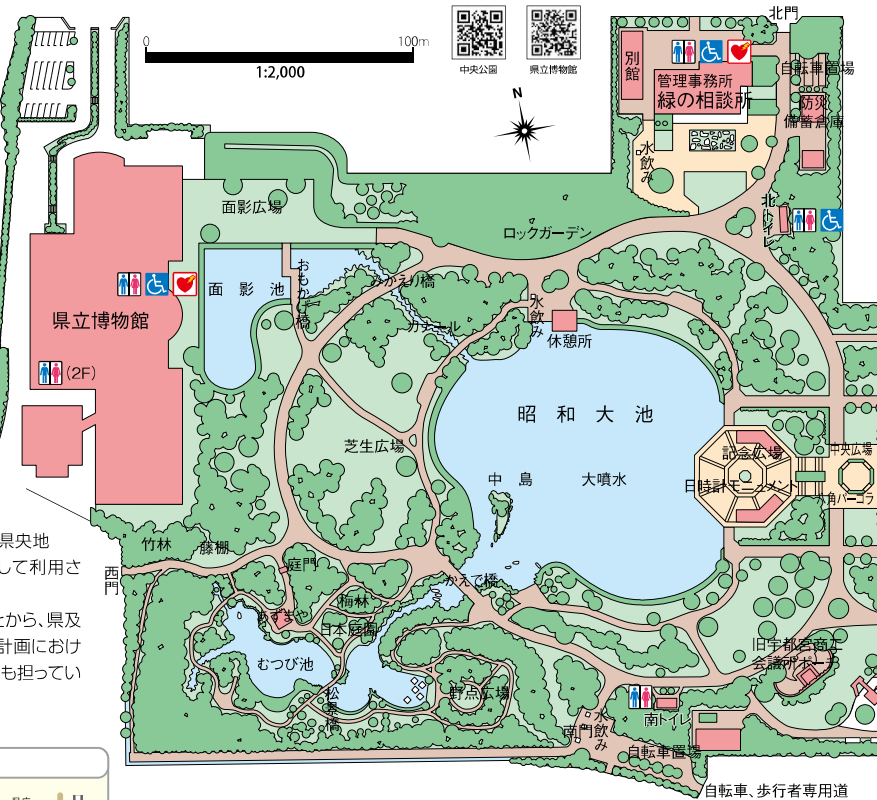 北門
0
100m
1:2,000
中央公園
県立博物館
N
別館
管理事務所
緑の相談所
自転車置場
防災
備蓄倉庫
水飲み
北トイレ
面影広場
ロックガーデン
おもかげ橋
みかえり橋
面影池
水飲み
カナール
休憩所
県立博物館
(2F)
昭和大池
芝生広場
記念広場
中央広場
中島
大噴水
日時計モニュメント
八角パーゴラ
県央地
して利用さ
竹林
藤棚
西門
庭門
かえで橋
梅林
あずまや
日本庭園
から、県及
計画におけ
も担ってい
むつび池
松景橋
野点広場
旧宇都宮商工
会議所ポーチ
南トイレ
水飲み
南門
自転車置場
自転車、歩行者専用道